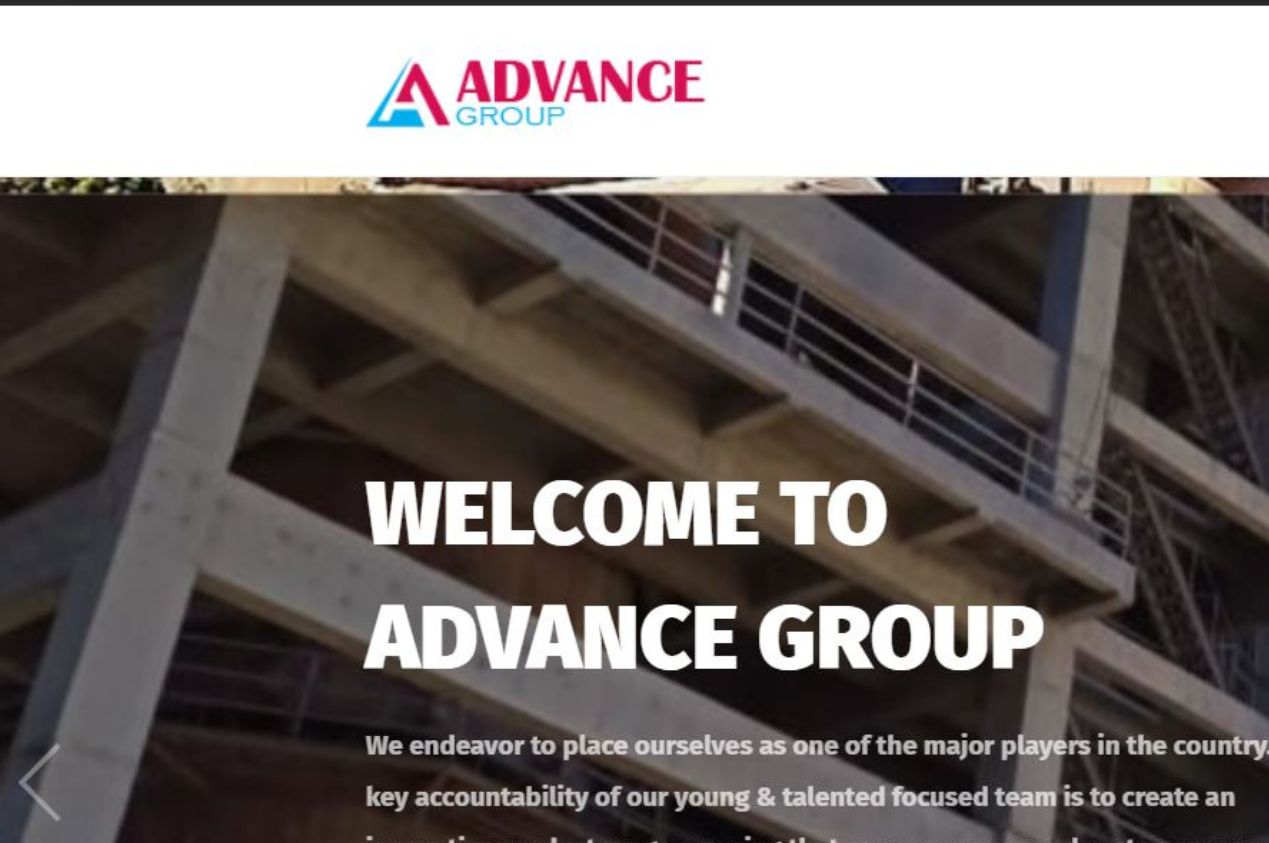 ADVANCE
GROUP
WELCOME TO
ADVANCE GROUP
We endeavor to place ourselves as one of the major players in the country.
key accountability of our young & talented focused team is to create an